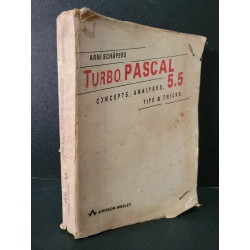 ARNE SCHÄPERS
TURBO PASCAL
5.5
CONCEPTS, ANALYSES,
TIPS & TRICKS
ADDISON-WESLEY